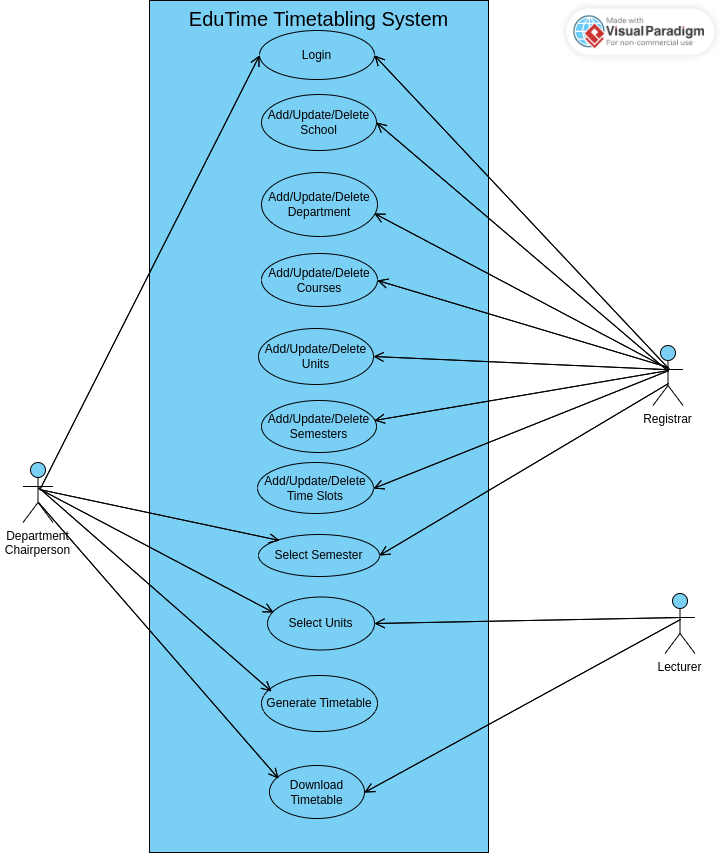 EduTime Timetabling System
Made with
Visual Paradigm
For non-commercial use
Login
Add/Update/Delete
School
Add/Update/Delete
Department
Add/Update/Delete
Courses
Add/Update/Delete
Units
Add/Update/Delete
Semesters
Add/Update/Delete
Time Slots
Select Semester
Select Units
Generate Timetable
Download
Timetable
Registrar
Department
Chairperson
Lecturer